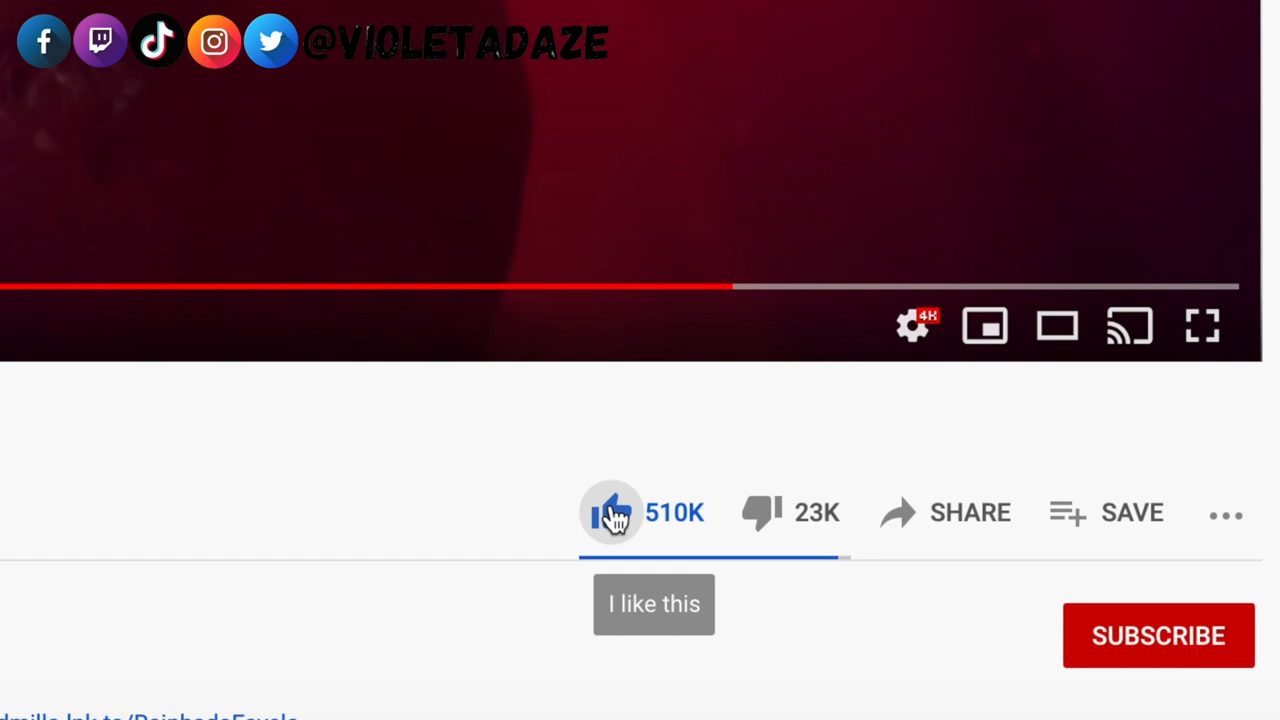 @VIOLETADAZE
4K
510K 23K SHARE SAVE
I like this
SUBSCRIBE